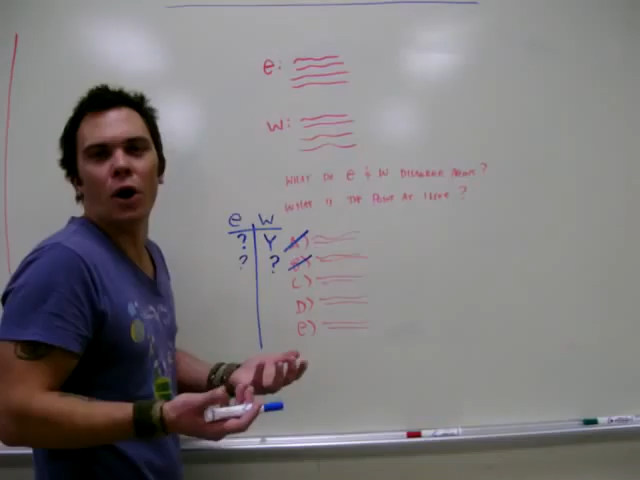 e:
W:
WHAT DO e & W DISAGREE ABOUT?
WHAT IS THE POINT AT ISSUE?
e W
? Y A)
? ? B)
C)
D)
e)